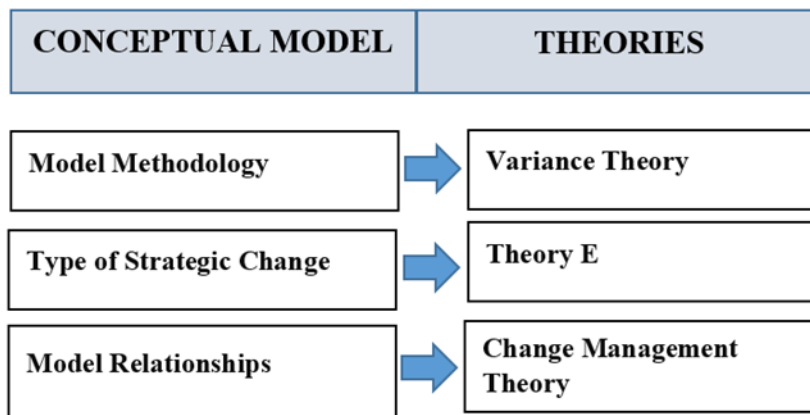 CONCEPTUAL MODEL
THEORIES
Model Methodology
Variance Theory
Type of Strategic Change
Theory E
Model Relationships
Change Management
Theory